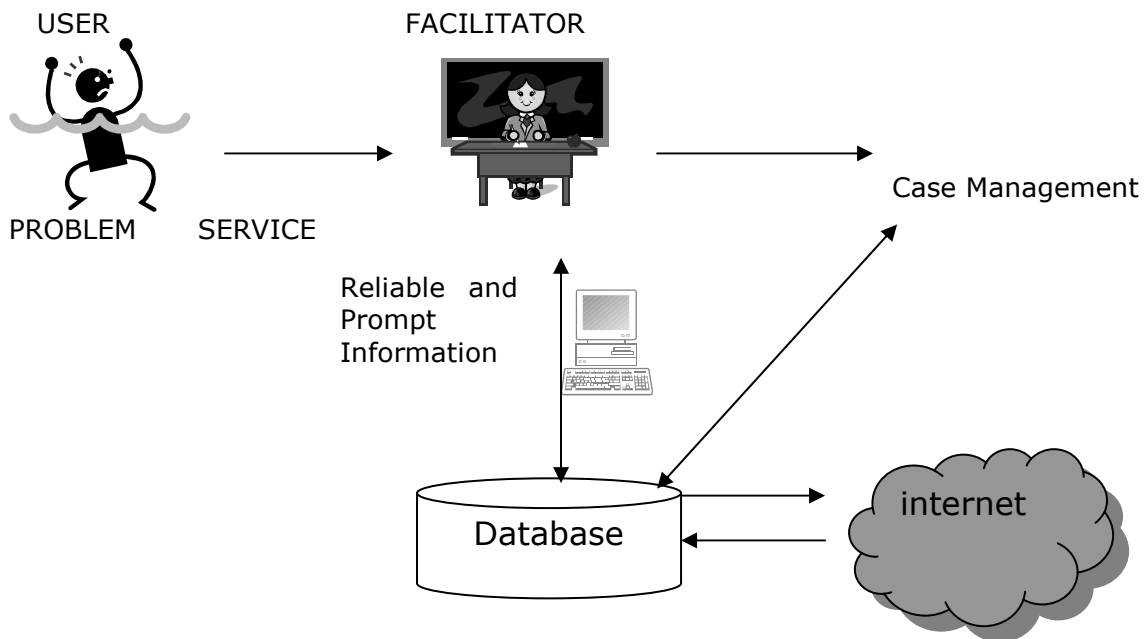 USER
FACILITATOR
Case Management
PROBLEM SERVICE
Reliable and
Prompt
Information
Database
internet